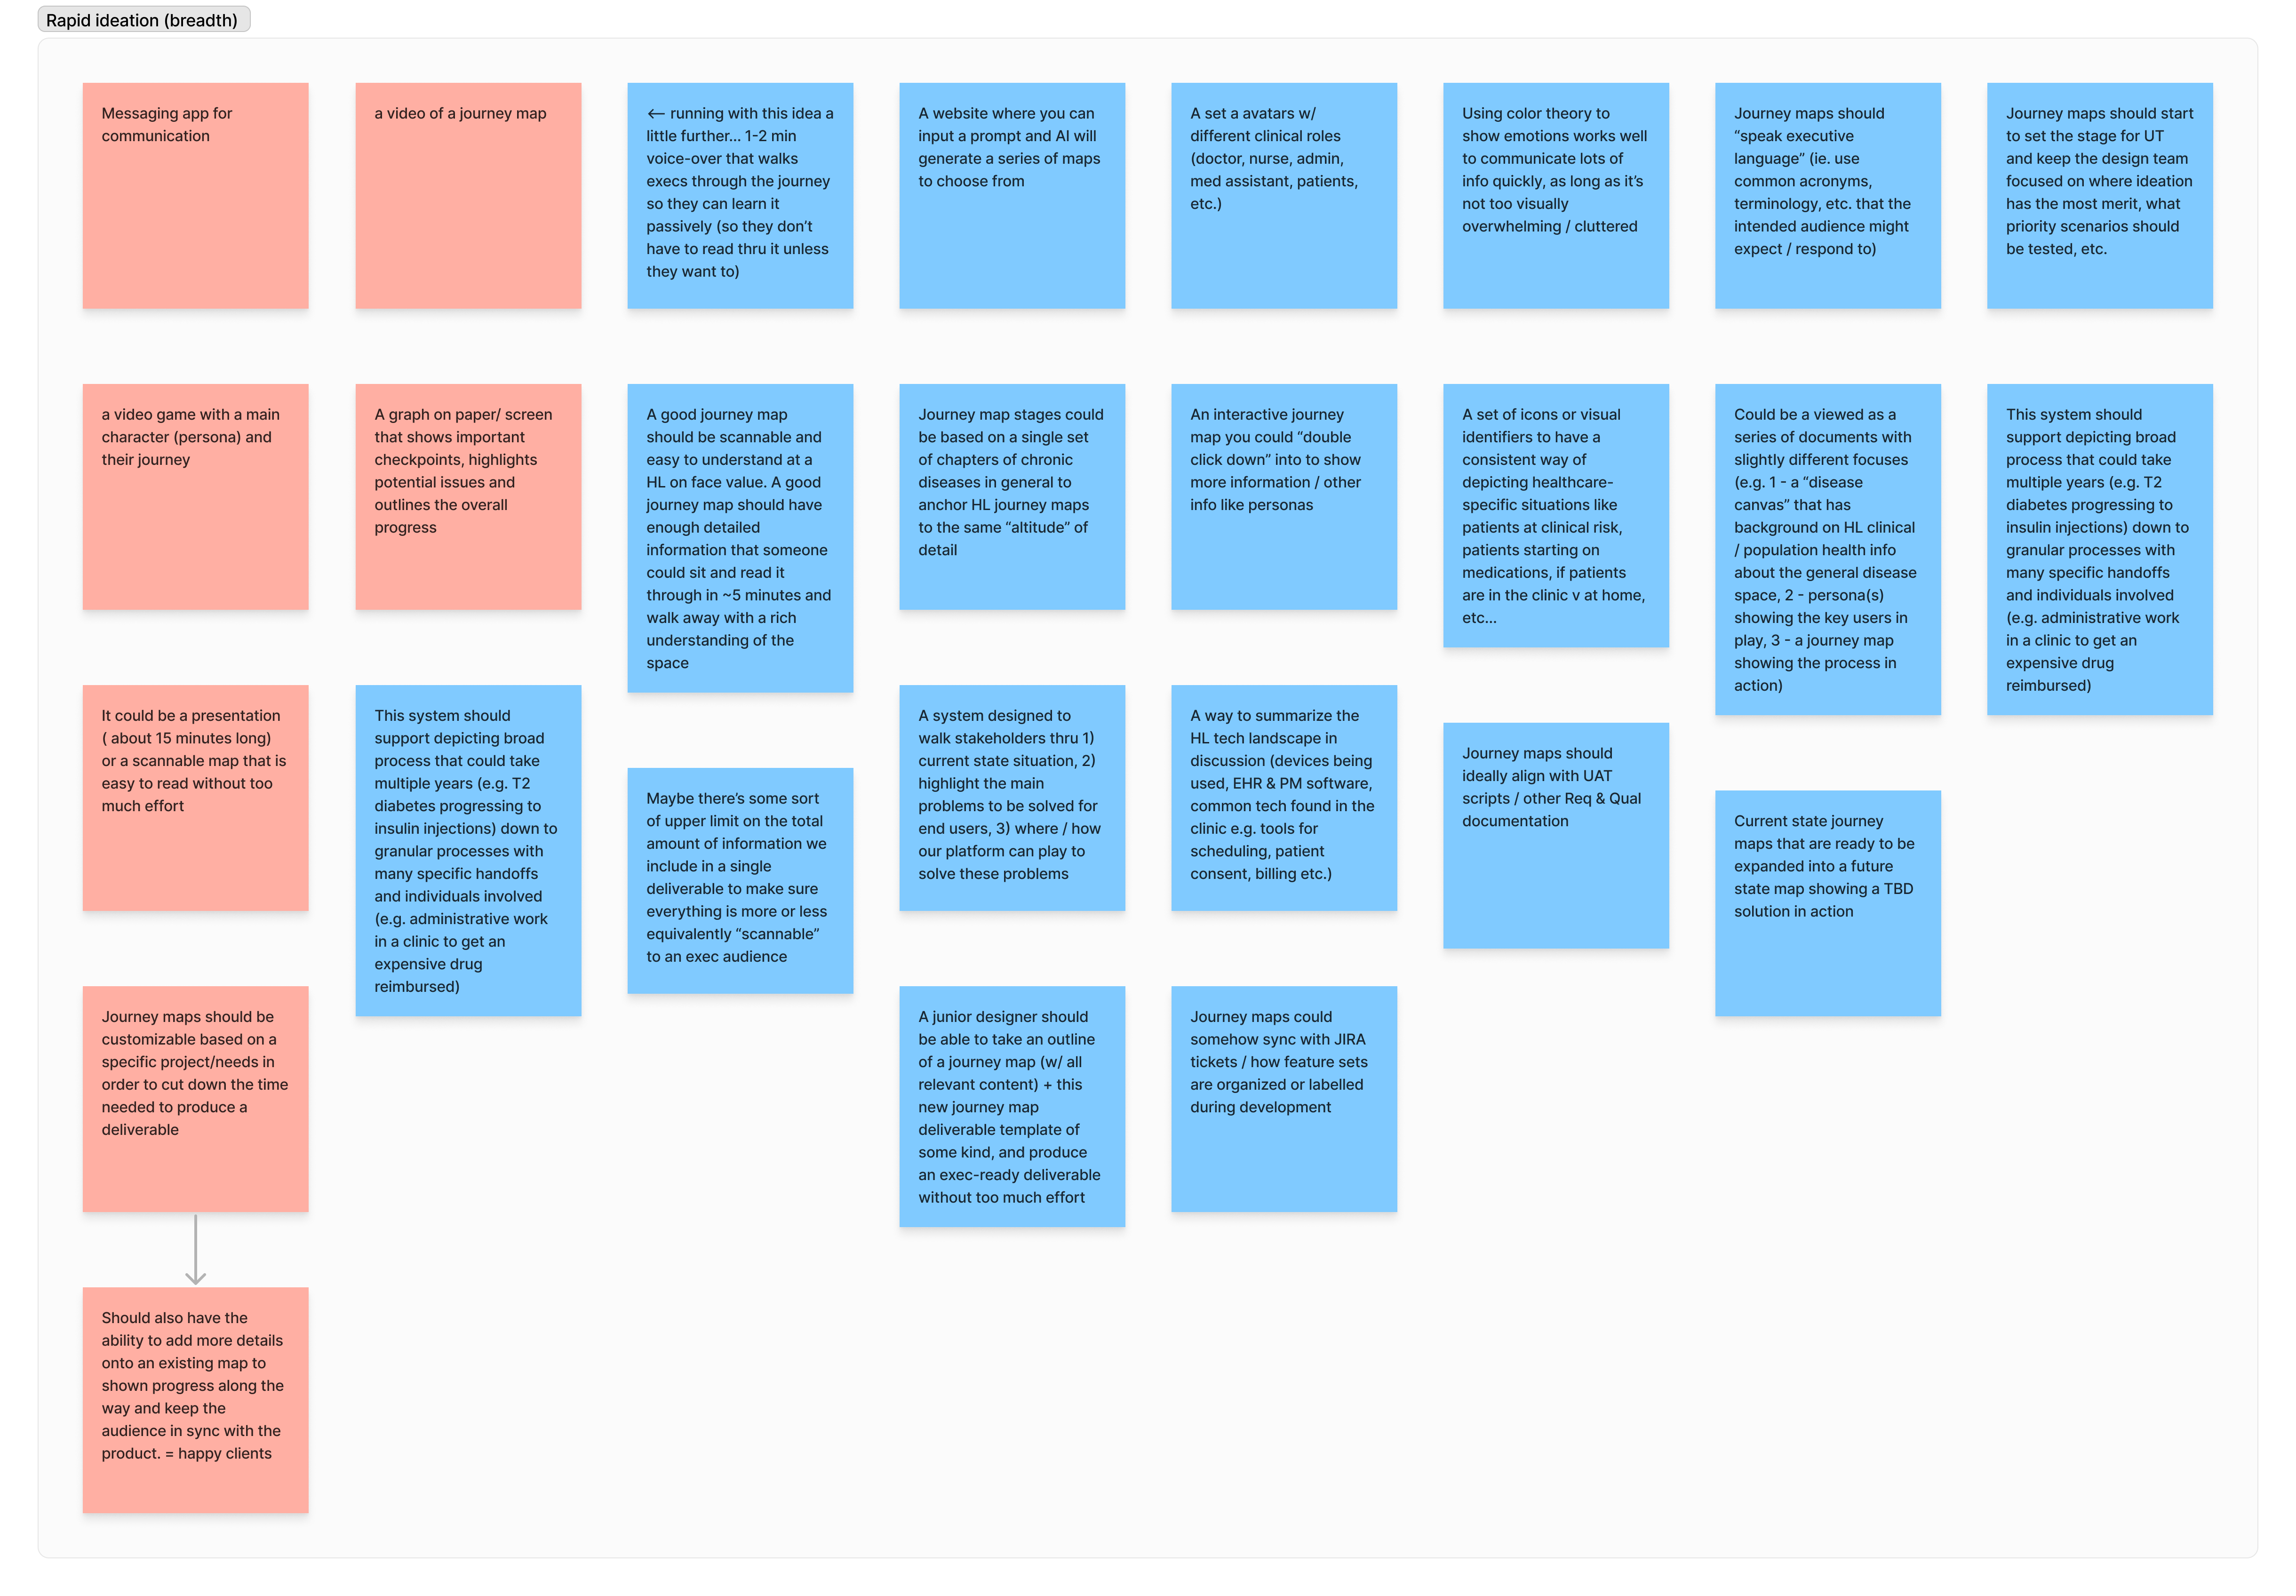 Rapid ideation (breadth)
Messaging app for
communication
a video of a journey map
<– running with this idea a
little further... 1-2 min
voice-over that walks
execs through the journey
so they can learn it
passively (so they don’t
have to read thru it unless
they want to)
A website where you can
input a prompt and AI will
generate a series of maps
to choose from
A set a avatars w/
different clinical roles
(doctor, nurse, admin,
med assistant, patients,
etc.)
Using color theory to
show emotions works well
to communicate lots of
info quickly, as long as it’s
not too visually
overwhelming / cluttered
Journey maps should
“speak executive
language” (ie. use
common acronyms,
terminology, etc. that the
intended audience might
expect / respond to)
Journey maps should start
to set the stage for UT
and keep the design team
focused on where ideation
has the most merit, what
priority scenarios should
be tested, etc.
a video game with a main
character (persona) and
their journey
A graph on paper/ screen
that shows important
checkpoints, highlights
potential issues and
outlines the overall
progress
A good journey map
should be scannable and
easy to understand at a
HL on face value. A good
journey map should have
enough detailed
information that someone
could sit and read it
through in ~5 minutes and
walk away with a rich
understanding of the
space
Journey map stages could
be based on a single set
of chapters of chronic
diseases in general to
anchor HL journey maps
to the same “altitude” of
detail
An interactive journey
map you could “double
click down” into to show
more information / other
info like personas
A set of icons or visual
identifiers to have a
consistent way of
depicting healthcare-
specific situations like
patients at clinical risk,
patients starting on
medications, if patients
are in the clinic v at home,
etc...
Could be a viewed as a
series of documents with
slightly different focuses
(e.g. 1 - a “disease
canvas” that has
background on HL clinical
/ population health info
about the general disease
space, 2 - persona(s)
showing the key users in
play, 3 - a journey map
showing the process in
action)
This system should
support depicting broad
process that could take
multiple years (e.g. T2
diabetes progressing to
insulin injections) down to
granular processes with
many specific handoffs
and individuals involved
(e.g. administrative work
in a clinic to get an
expensive drug
reimbursed)
It could be a presentation
( about 15 minutes long)
or a scannable map that is
easy to read without too
much effort
This system should
support depicting broad
process that could take
multiple years (e.g. T2
diabetes progressing to
insulin injections) down to
granular processes with
many specific handoffs
and individuals involved
(e.g. administrative work
in a clinic to get an
expensive drug
reimbursed)
Maybe there’s some sort
of upper limit on the total
amount of information we
include in a single
deliverable to make sure
everything is more or less
equivalently “scannable”
to an exec audience
A system designed to
walk stakeholders thru 1)
current state situation, 2)
highlight the main
problems to be solved for
end users, 3) where / how
our platform can play to
solve these problems
A way to summarize the
HL tech landscape in
discussion (devices being
used, EHR & PM software,
common tech found in the
clinic e.g. tools for
scheduling, patient
consent, billing etc.)
Journey maps should
ideally align with UAT
scripts / other Req & Qual
documentation
Current state journey
maps that are ready to be
expanded into a future
state map showing a TBD
solution in action
Journey maps should be
customizable based on a
specific project/needs in
order to cut down the time
needed to produce a
deliverable
A junior designer should
be able to take an outline
of a journey map (w/ all
relevant content) + this
new journey map
deliverable template of
some kind, and produce
an exec-ready deliverable
without too much effort
Journey maps could
somehow sync with JIRA
tickets / how feature sets
are organized or labelled
during development
Should also have the
ability to add more details
onto an existing map to
shown progress along the
way and keep the
audience in sync with the
product. = happy clients